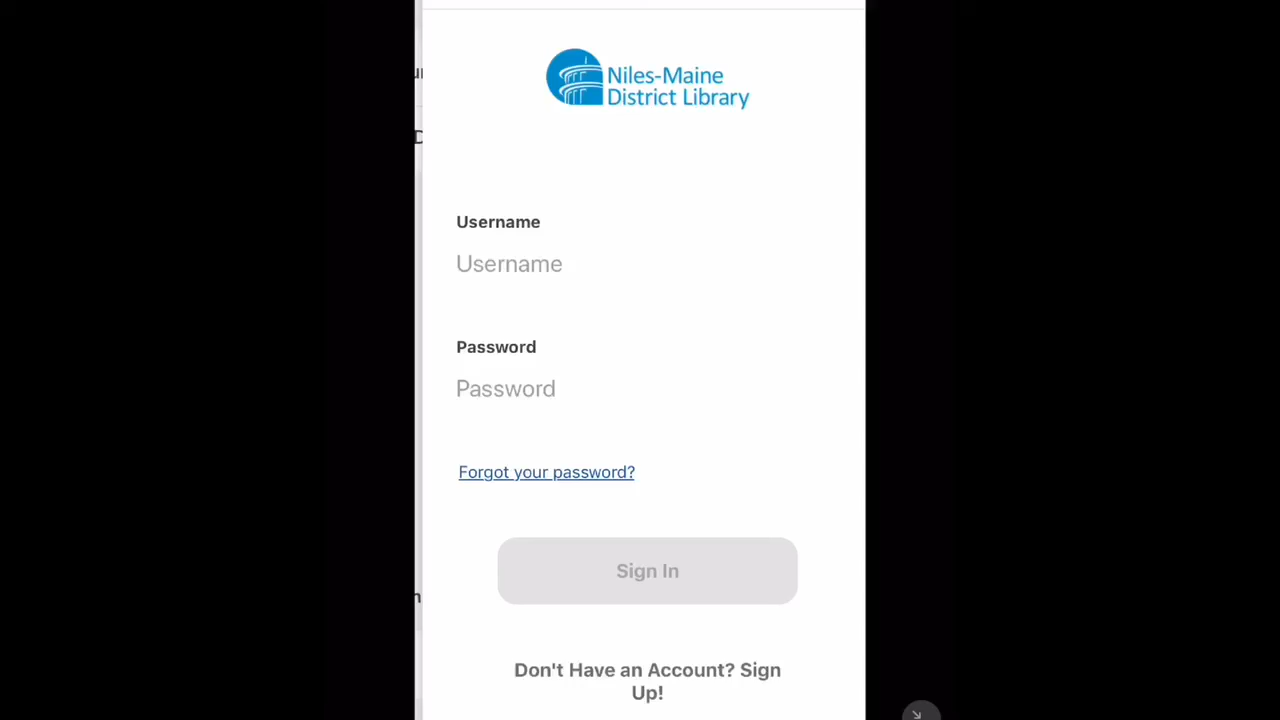 Niles-Maine
District Library
Username
Username
Password
Password
Forgot your password?
Sign In
Don't Have an Account? Sign
Up!